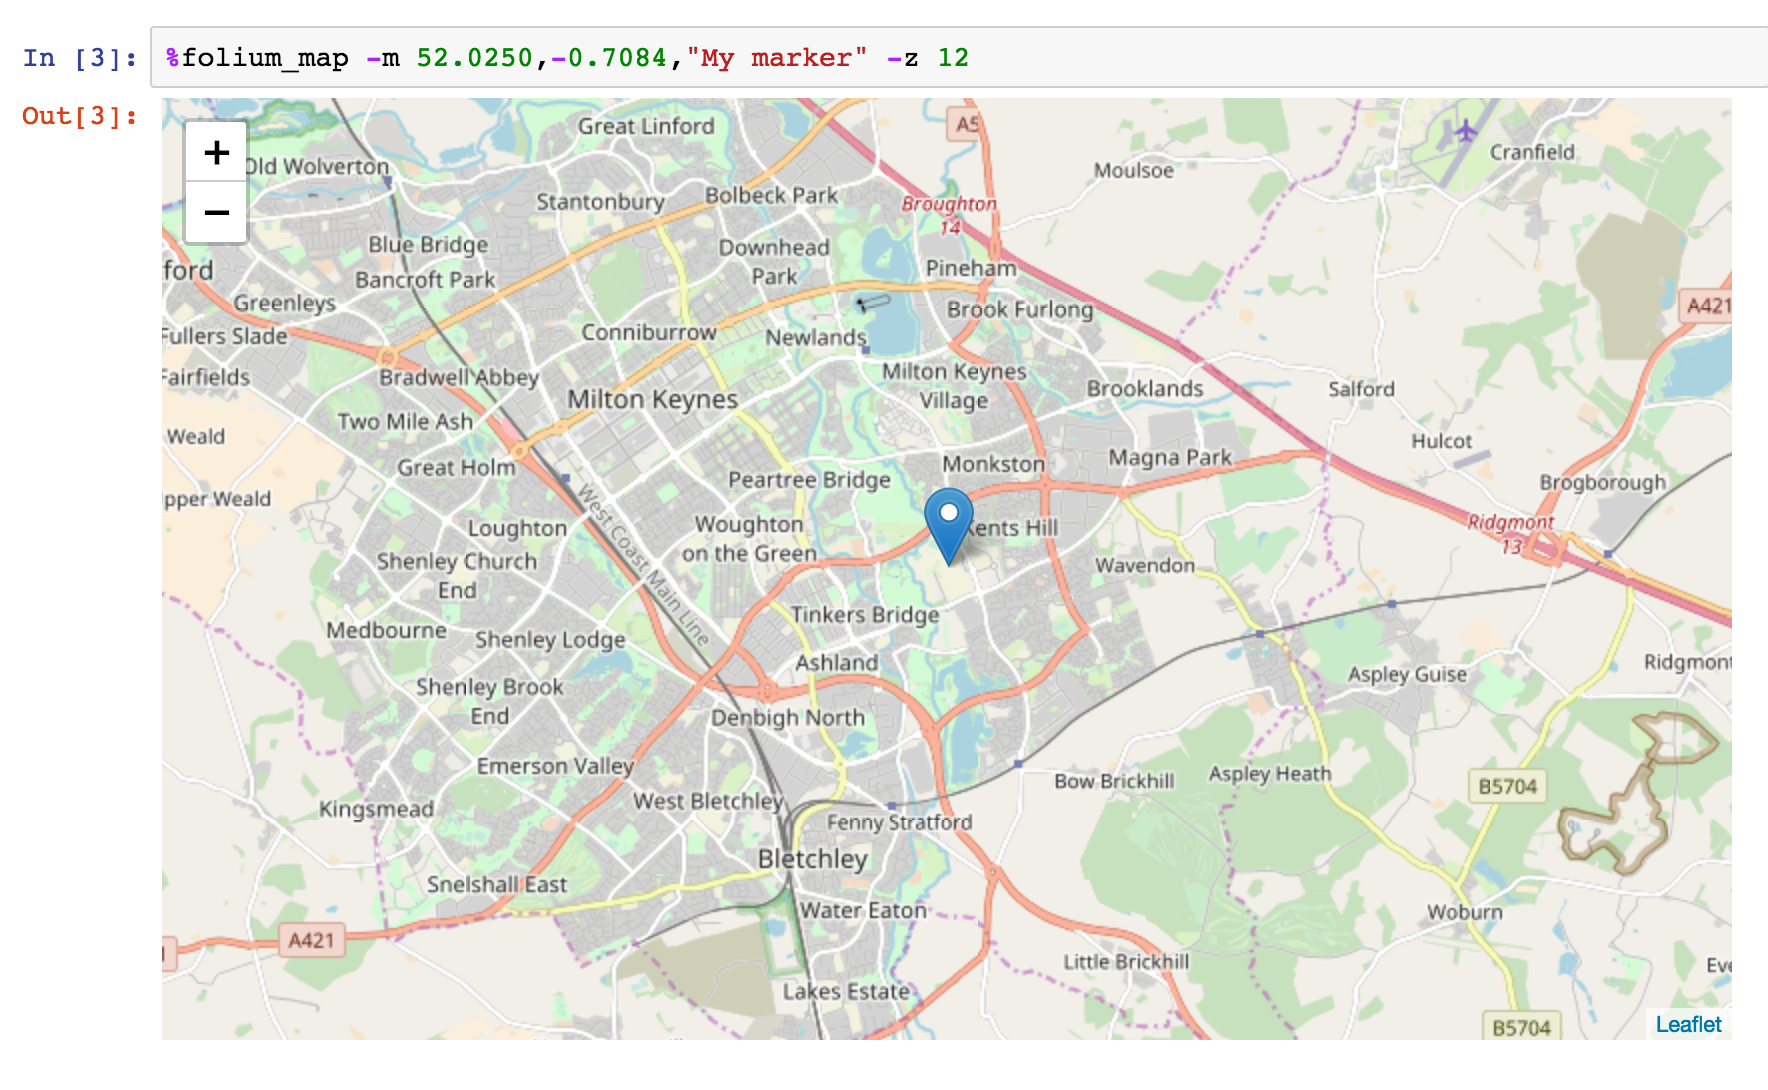 In [3]: %folium_map -m 52.0250,-0.7084,"My marker" -z 12
Out[3]:
+
−
Great Linford
A5
Old Wolverton
Moulsoe
Cranfield
Stantonbury
Bolbeck Park
Broughton
14
Blue Bridge
Downhead
Park
ford
Bancroft Park
Pineham
Greenleys
Brook Furlong
A421
Fullers Slade
Conniburrow
Newlands
Fairfields
Bradwell Abbey
Milton Keynes
Village
Brooklands
Salford
Milton Keynes
Two Mile Ash
Weald
Hulcot
Great Holm
Monkston
Magna Park
Peartree Bridge
Brogborough
pper Weald
West Coast Main Line
Loughton
Woughton
on the Green
Kents Hill
Ridgmont
13
Shenley Church
End
Wavendon
Tinkers Bridge
Medbourne
Shenley Lodge
Ashland
Ridgmont
Aspley Guise
Shenley Brook
End
Denbigh North
Emerson Valley
Bow Brickhill
Aspley Heath
B5704
West Bletchley
Kingsmead
Fenny Stratford
Bletchley
Snelshall East
Water Eaton
Woburn
A421
Little Brickhill
Eve
Lakes Estate
B5704
Leaflet